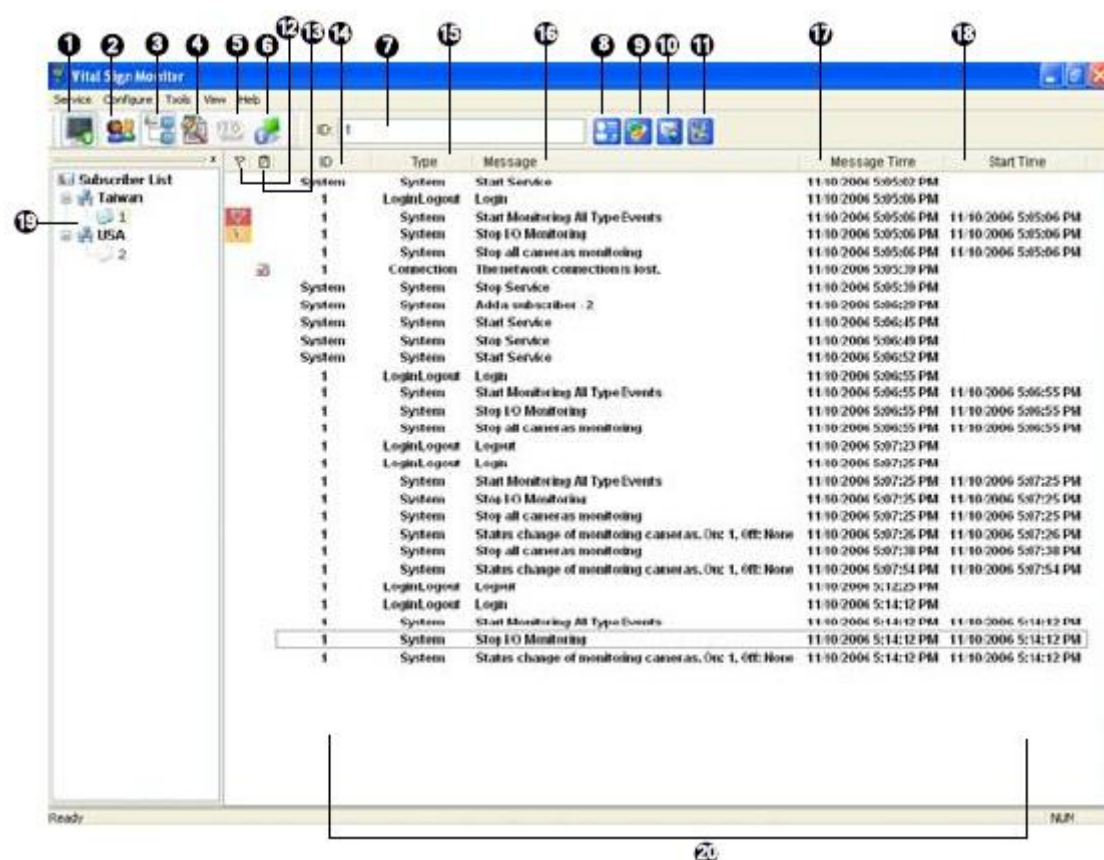 12 13 14 15 16 17 18
1 2 3 4 5 6 7 8 9 10 11
Vital Sign Monitor
Service Configure Tools View Help
ID: 1
ID Type Message Message Time Start Time
Subscriber List
Taiwan
1
USA
2
19
System System Start Service 11/10/2006 5:05:02 PM
1 LoginLogout Login 11/10/2006 5:05:06 PM
1 System Start Monitoring All Type Events 11/10/2006 5:05:06 PM 11/10/2006 5:05:06 PM
1 System Stop I/O Monitoring 11/10/2006 5:05:06 PM 11/10/2006 5:05:06 PM
1 System Stop all cameras monitoring 11/10/2006 5:05:06 PM 11/10/2006 5:05:06 PM
1 Connection The network connection is lost. 11/10/2006 5:05:39 PM
System System Stop Service 11/10/2006 5:05:39 PM
System System Add a subscriber - 2 11/10/2006 5:06:29 PM
System System Start Service 11/10/2006 5:06:45 PM
System System Stop Service 11/10/2006 5:06:49 PM
System System Start Service 11/10/2006 5:06:52 PM
1 LoginLogout Login 11/10/2006 5:06:55 PM
1 System Start Monitoring All Type Events 11/10/2006 5:06:55 PM 11/10/2006 5:06:55 PM
1 System Stop I/O Monitoring 11/10/2006 5:06:55 PM 11/10/2006 5:06:55 PM
1 System Stop all cameras monitoring 11/10/2006 5:06:55 PM 11/10/2006 5:06:55 PM
1 LoginLogout Logout 11/10/2006 5:07:23 PM
1 LoginLogout Login 11/10/2006 5:07:25 PM
1 System Start Monitoring All Type Events 11/10/2006 5:07:25 PM 11/10/2006 5:07:25 PM
1 System Stop I/O Monitoring 11/10/2006 5:07:25 PM 11/10/2006 5:07:25 PM
1 System Stop all cameras monitoring 11/10/2006 5:07:25 PM 11/10/2006 5:07:25 PM
1 System Status change of monitoring cameras. On: 1, Off: None 11/10/2006 5:07:26 PM 11/10/2006 5:07:26 PM
1 System Stop all cameras monitoring 11/10/2006 5:07:38 PM 11/10/2006 5:07:38 PM
1 System Status change of monitoring cameras. On: 1, Off: None 11/10/2006 5:07:54 PM 11/10/2006 5:07:54 PM
1 LoginLogout Logout 11/10/2006 5:12:25 PM
1 LoginLogout Login 11/10/2006 5:14:12 PM
1 System Start Monitoring All Type Events 11/10/2006 5:14:12 PM 11/10/2006 5:14:12 PM
1 System Stop I/O Monitoring 11/10/2006 5:14:12 PM 11/10/2006 5:14:12 PM
1 System Status change of monitoring cameras. On: 1, Off: None 11/10/2006 5:14:12 PM 11/10/2006 5:14:12 PM
Ready NUM
20